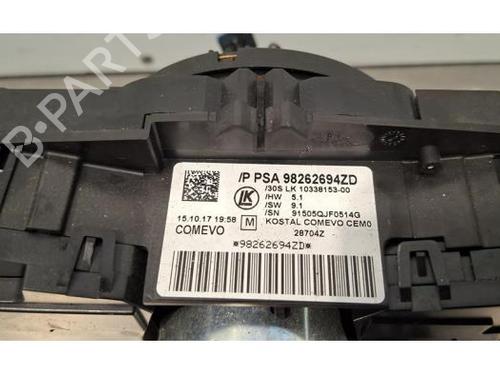 B-PARTS
/P PSA 98262694ZD
/30S LK 10338153-00
/HW 5.1
/SW 9.1
/SN 91505QJF0514G
15.10.17 19:58 M KOSTAL COMEVO CEM0
COMEVO 28704Z
*98262694ZD*